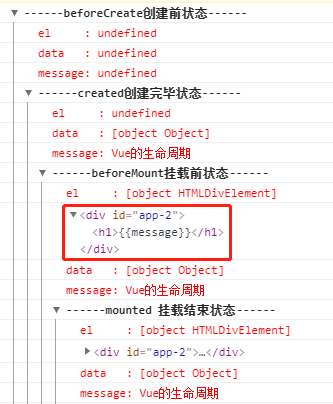 ------beforeCreate创建前状态------
el     : undefined
data   : undefined
message: undefined
------created创建完毕状态------
el     : undefined
data   : [object Object]
message: Vue的生命周期
------beforeMount挂载前状态------
el     : [object HTMLDivElement]
<div id="app-2">
<h1>{{message}}</h1>
</div>
data   : [object Object]
message: Vue的生命周期
------mounted 挂载结束状态------
el     : [object HTMLDivElement]
<div id="app-2">…</div>
data   : [object Object]
message: Vue的生命周期